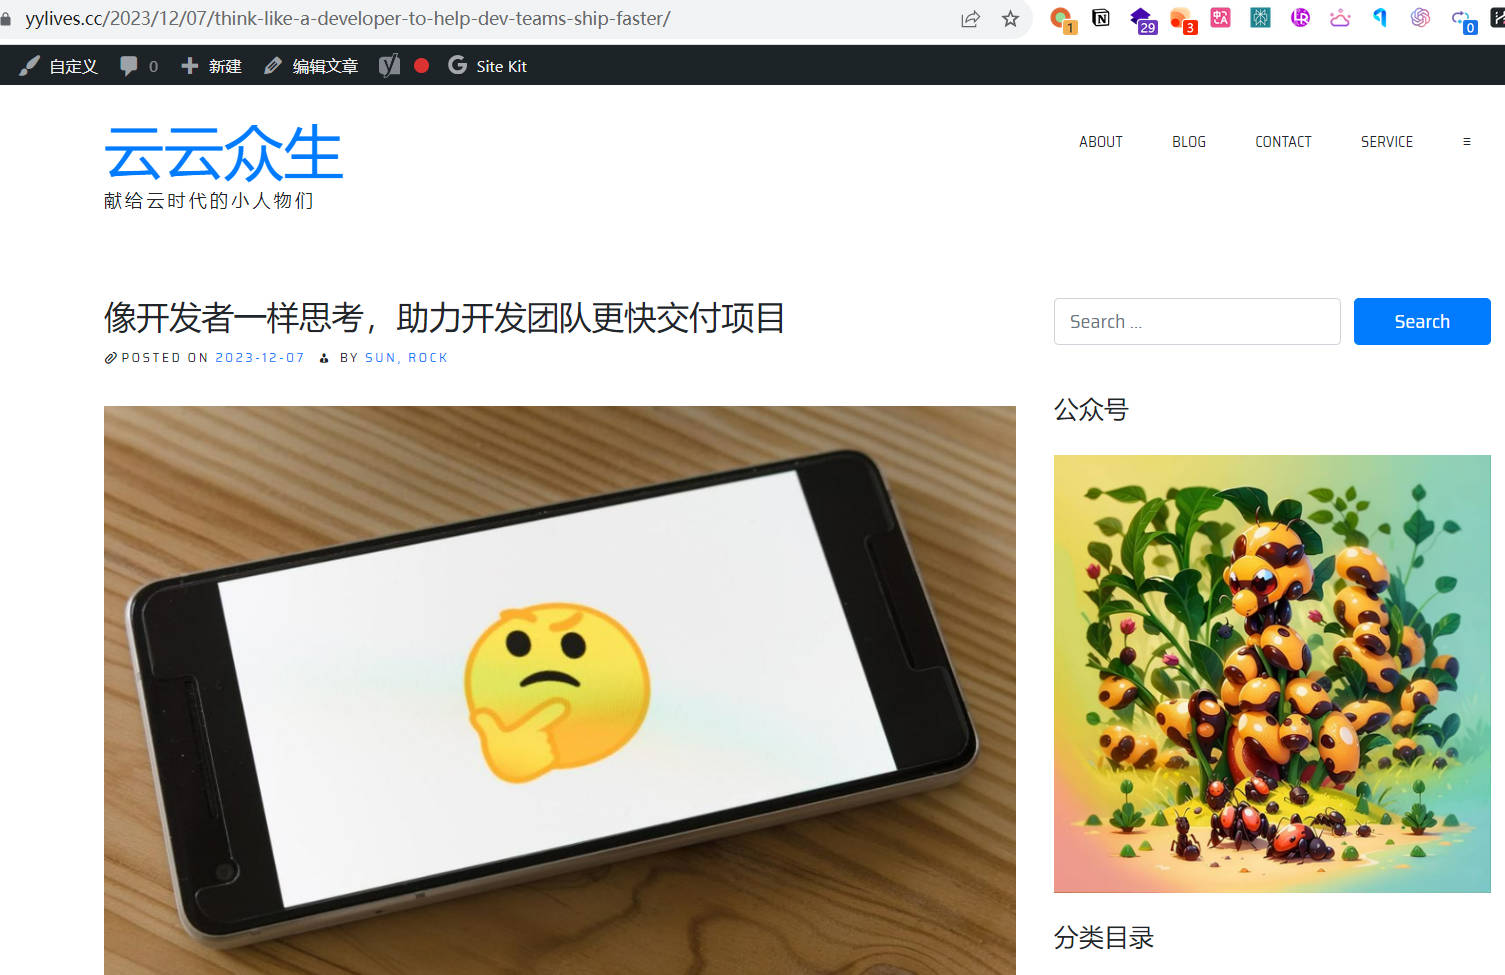 yylives.cc/2023/12/07/think-like-a-developer-to-help-dev-teams-ship-faster/
1
29
3
0
自定义
0
新建
编辑文章
Site Kit
云云众生
献给云时代的小人物们
ABOUT
BLOG
CONTACT
SERVICE
像开发者一样思考，助力开发团队更快交付项目
POSTED ON 2023-12-07 BY SUN, ROCK
Search ...
Search
公众号
分类目录